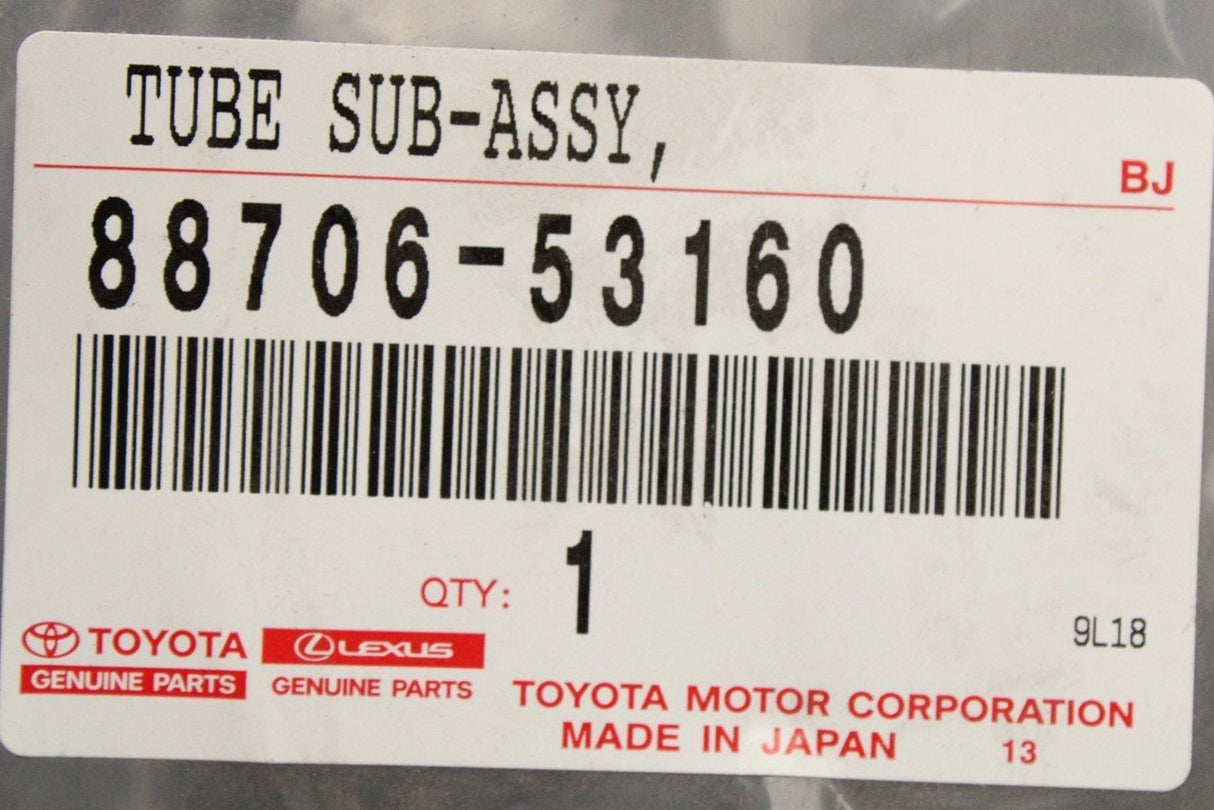 TUBE SUB-ASSY,
BJ
88706-53160
QTY: 1
9L18
TOYOTA
GENUINE PARTS
LEXUS
GENUINE PARTS
TOYOTA MOTOR CORPORATION
MADE IN JAPAN 13